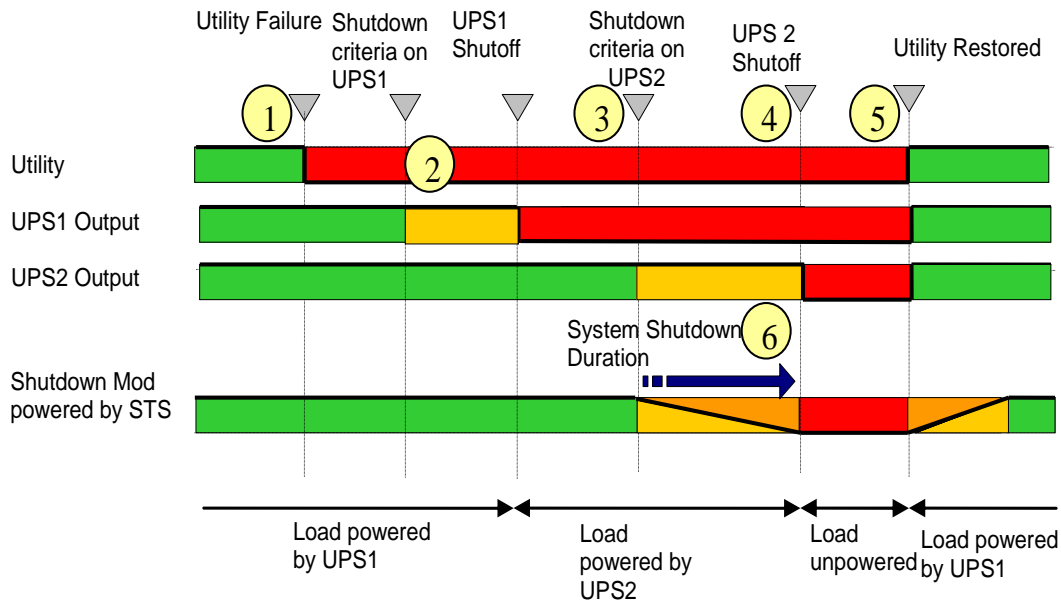 Utility Failure
Shutdown
criteria on
UPS1
UPS1
Shutoff
Shutdown
criteria on
UPS2
UPS 2
Shutoff
Utility Restored
1
3
4
5
Utility
2
UPS1 Output
UPS2 Output
System Shutdown
Duration
6
Shutdown Mod
powered by STS
Load powered
by UPS1
Load
powered by
UPS2
Load
unpowered
Load powered
by UPS1